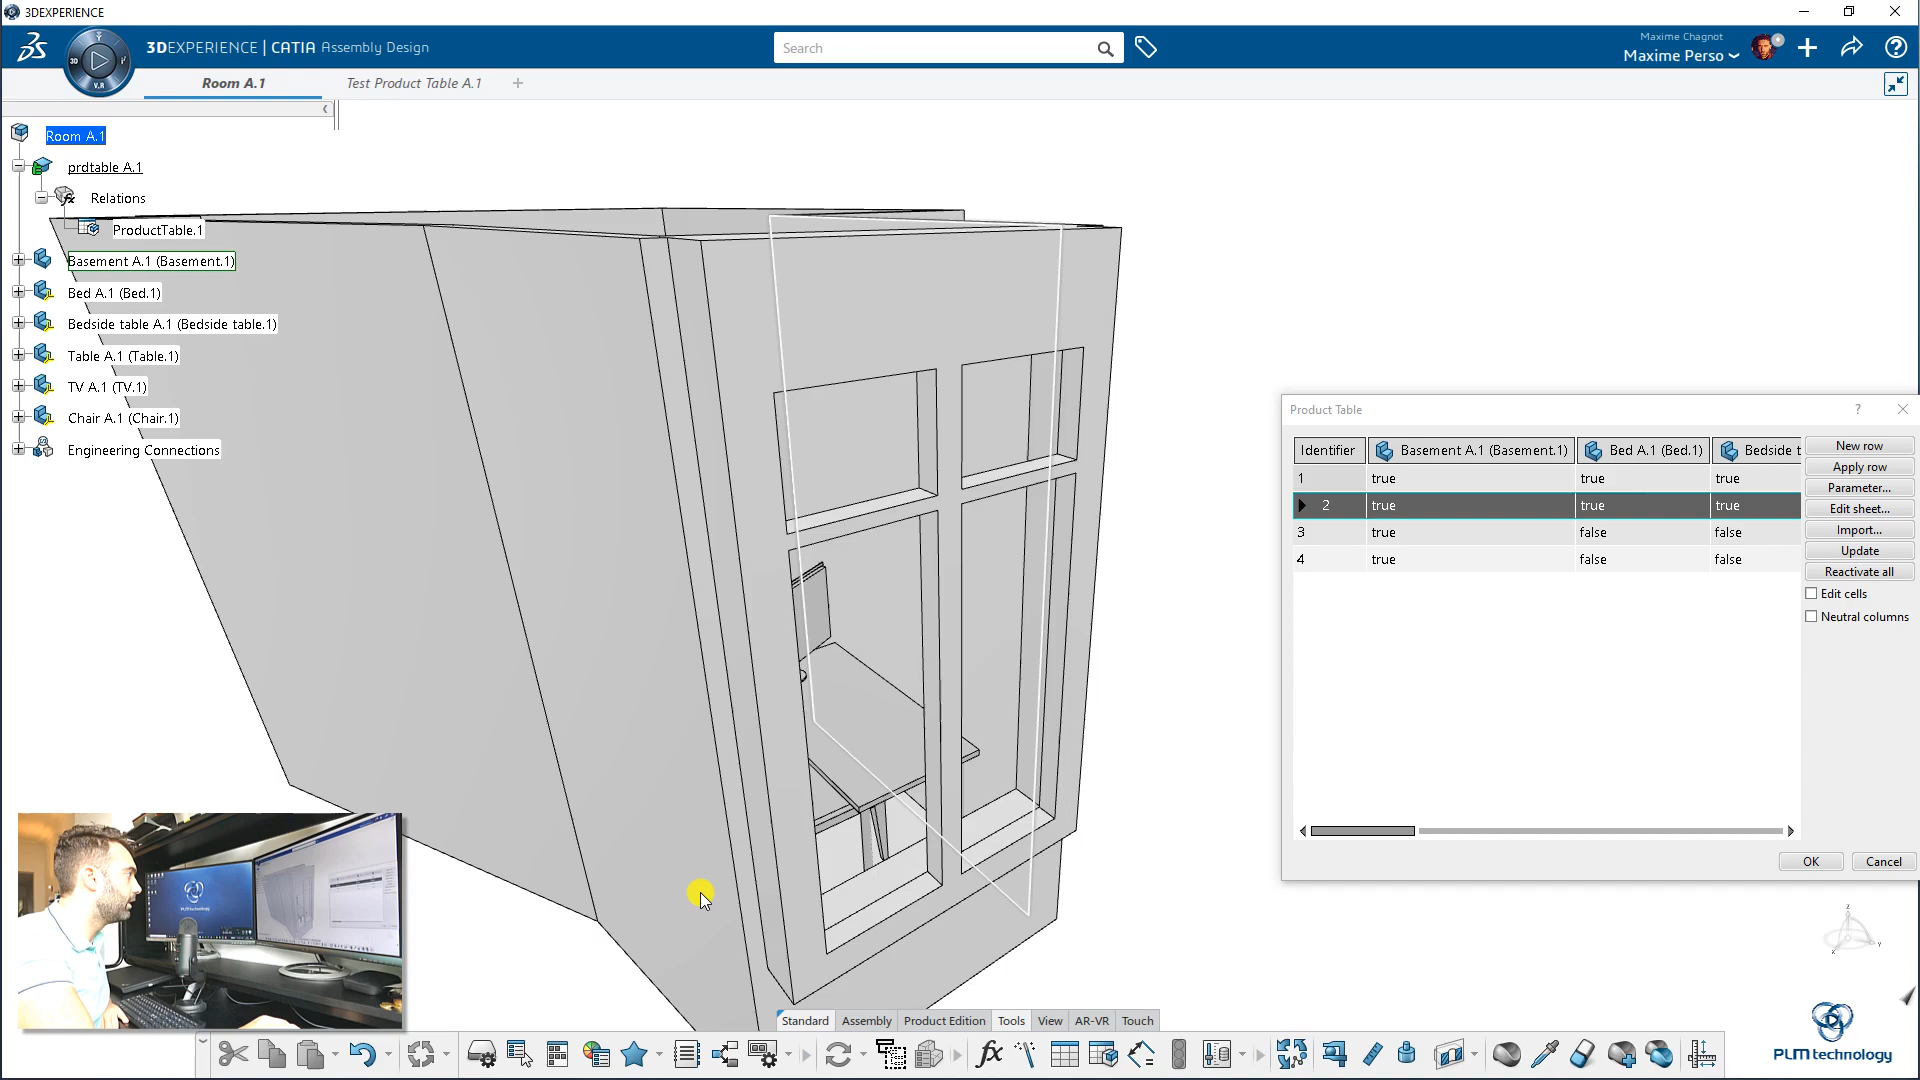 3DEXPERIENCE
3DEXPERIENCE | CATIA Assembly Design
Search
Maxime Chagnot
Maxime Perso
3D
V.R
Room A.1
Test Product Table A.1
Room A.1
prdtable A.1
Relations
ProductTable.1
Basement A.1 (Basement.1)
Bed A.1 (Bed.1)
Bedside table A.1 (Bedside table.1)
Table A.1 (Table.1)
TV A.1 (TV.1)
Chair A.1 (Chair.1)
Engineering Connections
Product Table
Identifier Basement A.1 (Basement.1) Bed A.1 (Bed.1) Bedside t
1 true true true
2 true true true
3 true false false
4 true false false
New row
Apply row
Parameter...
Edit sheet...
Import...
Update
Reactivate all
Edit cells
Neutral columns
OK Cancel
PLM technology
Standard Assembly Product Edition Tools View AR-VR Touch
z
y
x
PLM technology